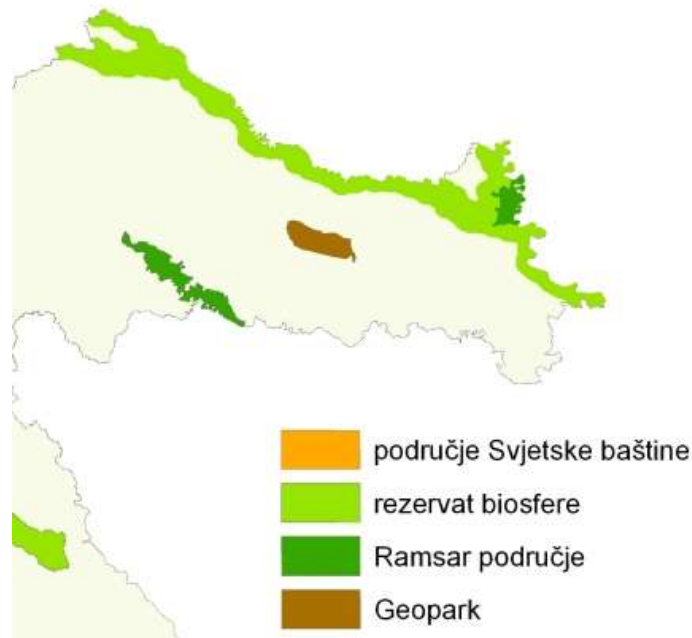 područje Svjetske baštine
rezervat biosfere
Ramsar područje
Geopark